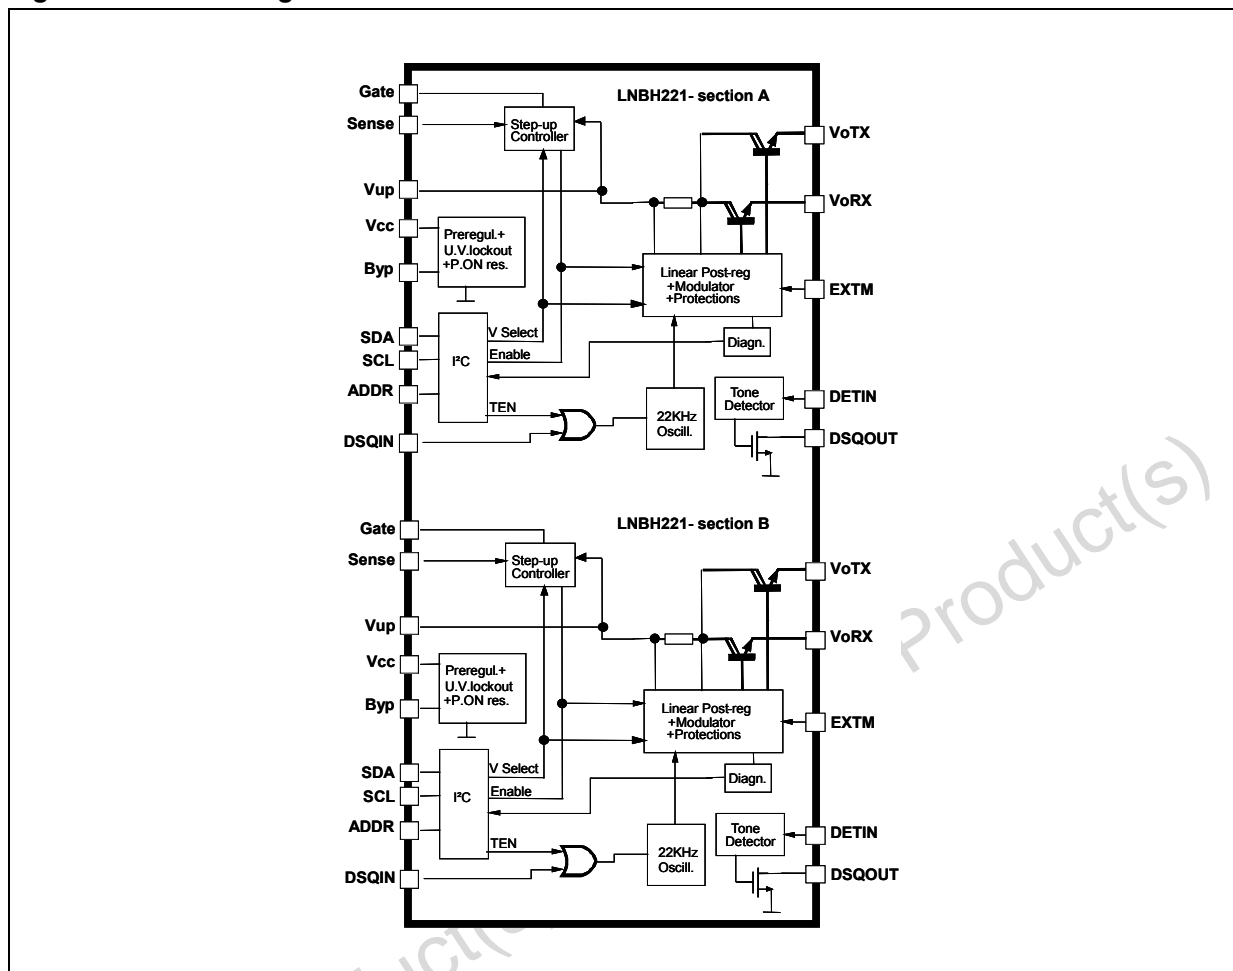 LNBH221- section A
Gate
Sense
Step-up
Controller
VoTX
Vup
VoRX
Vcc
Preregul.+
U.V.lockout
+P.ON res.
Byp
Linear Post-reg
+Modulator
+Protections
EXTM
SDA
SCL
ADDR
I²C
V Select
Enable
Diagn.
TEN
DSQIN
22KHz
Oscill.
Tone
Detector
DETIN
DSQOUT
LNBH221- section B
Gate
Sense
Step-up
Controller
VoTX
Vup
VoRX
Vcc
Preregul.+
U.V.lockout
+P.ON res.
Byp
Linear Post-reg
+Modulator
+Protections
EXTM
SDA
SCL
ADDR
I²C
V Select
Enable
Diagn.
TEN
DSQIN
22KHz
Oscill.
Tone
Detector
DETIN
DSQOUT
Product(s)